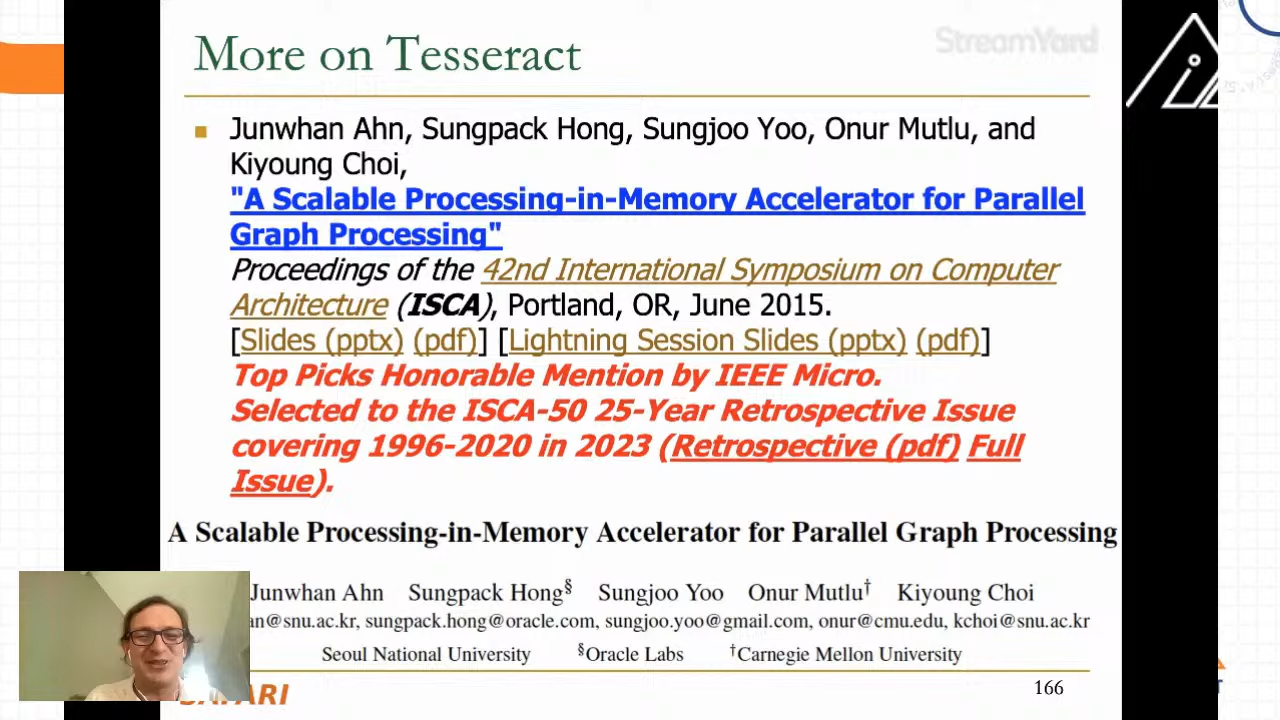 More on Tesseract
StreamYard
Junwhan Ahn, Sungpack Hong, Sungjoo Yoo, Onur Mutlu, and
Kiyoung Choi,
"A Scalable Processing-in-Memory Accelerator for Parallel
Graph Processing"
Proceedings of the 42nd International Symposium on Computer
Architecture (ISCA), Portland, OR, June 2015.
[Slides (pptx) (pdf)] [Lightning Session Slides (pptx) (pdf)]
Top Picks Honorable Mention by IEEE Micro.
Selected to the ISCA-50 25-Year Retrospective Issue
covering 1996-2020 in 2023 (Retrospective (pdf) Full
Issue).
A Scalable Processing-in-Memory Accelerator for Parallel Graph Processing
Junwhan Ahn Sungpack Hong§ Sungjoo Yoo Onur Mutlu† Kiyoung Choi
an@snu.ac.kr, sungpack.hong@oracle.com, sungjoo.yoo@gmail.com, onur@cmu.edu, kchoi@snu.ac.kr
Seoul National University §Oracle Labs †Carnegie Mellon University
SAFARI
166